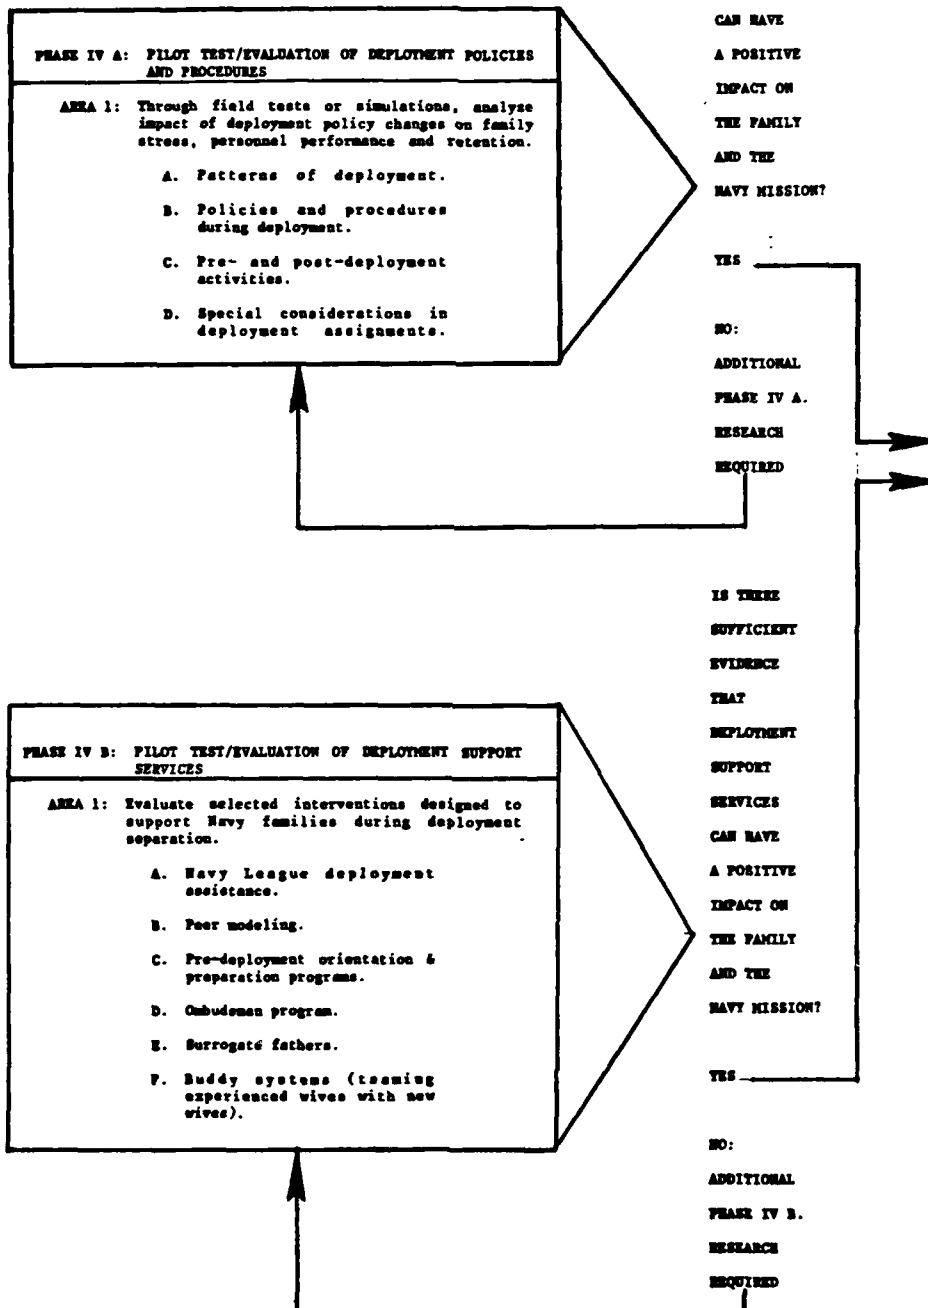 CAN HAVE
A POSITIVE
IMPACT ON
THE FAMILY
AND THE
NAVY MISSION?
YES
NO:
ADDITIONAL
PHASE IV A.
RESEARCH
REQUIRED
PHASE IV A: PILOT TEST/EVALUATION OF DEPLOYMENT POLICIES
AND PROCEDURES
AREA 1: Through field tests or simulations, analyze
impact of deployment policy changes on family
stress, personnel performance and retention.
A. Patterns of deployment.
B. Policies and procedures
during deployment.
C. Pre- and post-deployment
activities.
D. Special considerations in
deployment assignments.
IS THERE
SUFFICIENT
EVIDENCE
THAT
DEPLOYMENT
SUPPORT
SERVICES
CAN HAVE
A POSITIVE
IMPACT ON
THE FAMILY
AND THE
NAVY MISSION?
YES
NO:
ADDITIONAL
PHASE IV B.
RESEARCH
REQUIRED
PHASE IV B: PILOT TEST/EVALUATION OF DEPLOYMENT SUPPORT
SERVICES
AREA 1: Evaluate selected interventions designed to
support Navy families during deployment
separation.
A. Navy League deployment
assistance.
B. Peer modeling.
C. Pre-deployment orientation &
preparation programs.
D. Ombudsman program.
E. Surrogate fathers.
F. Buddy systems (teaming
experienced wives with new
wives).